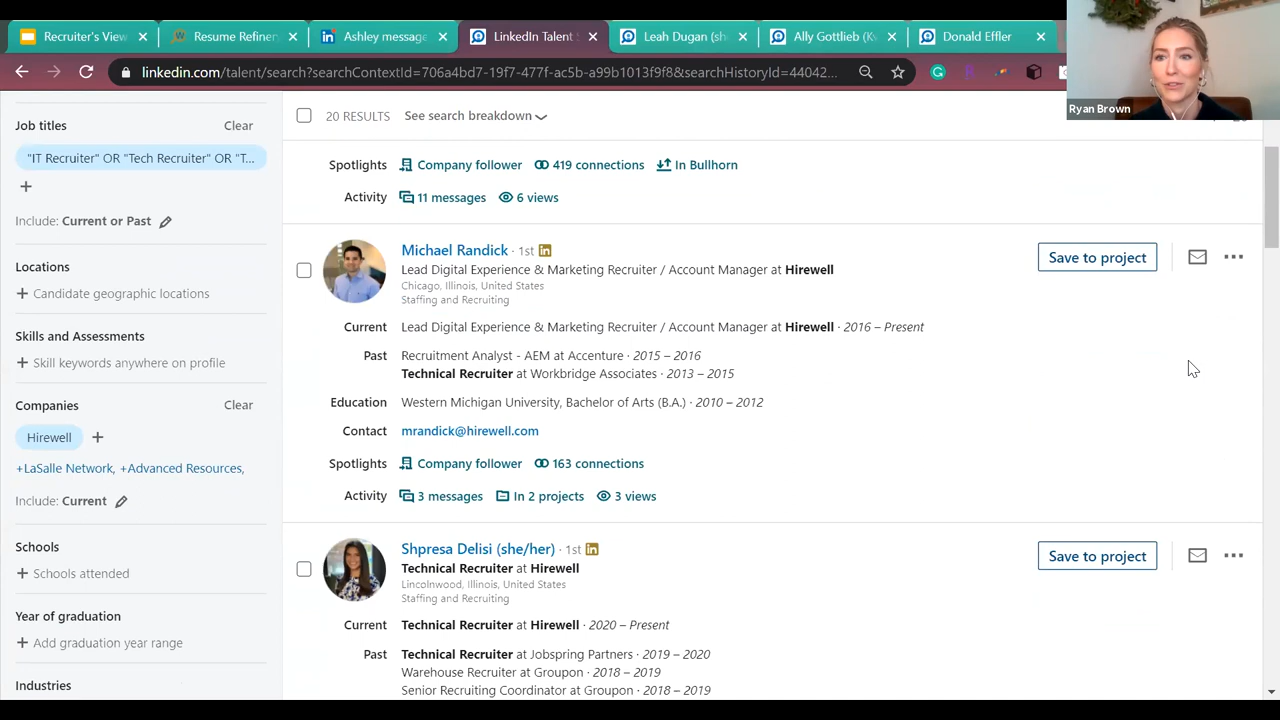 Recruiter's View
Resume Refiner
Ashley message
LinkedIn Talent S
Leah Dugan (sh
Ally Gottlieb (Kv
Donald Effler
linkedin.com/talent/search?searchContextId=706a4bd7-19f7-477f-ac5b-a99b1013f9f8&searchHistoryId=44042...
Ryan Brown
Job titles
Clear
"IT Recruiter" OR "Tech Recruiter" OR "T...
Include: Current or Past
Locations
+ Candidate geographic locations
Skills and Assessments
+ Skill keywords anywhere on profile
Companies
Clear
Hirewell +
+LaSalle Network, +Advanced Resources,
Include: Current
Schools
+ Schools attended
Year of graduation
+ Add graduation year range
Industries
20 RESULTS See search breakdown
Spotlights Company follower 419 connections In Bullhorn
Activity 11 messages 6 views
Michael Randick · 1st in
Save to project
Lead Digital Experience & Marketing Recruiter / Account Manager at Hirewell
Chicago, Illinois, United States
Staffing and Recruiting
Current Lead Digital Experience & Marketing Recruiter / Account Manager at Hirewell · 2016 – Present
Past Recruitment Analyst - AEM at Accenture · 2015 – 2016
Technical Recruiter at Workbridge Associates · 2013 – 2015
Education Western Michigan University, Bachelor of Arts (B.A.) · 2010 – 2012
Contact mrandick@hirewell.com
Spotlights Company follower 163 connections
Activity 3 messages In 2 projects 3 views
Shpresa Delisi (she/her) · 1st in
Save to project
Technical Recruiter at Hirewell
Lincolnwood, Illinois, United States
Staffing and Recruiting
Current Technical Recruiter at Hirewell · 2020 – Present
Past Technical Recruiter at Jobspring Partners · 2019 – 2020
Warehouse Recruiter at Groupon · 2018 – 2019
Senior Recruiting Coordinator at Groupon · 2018 – 2019